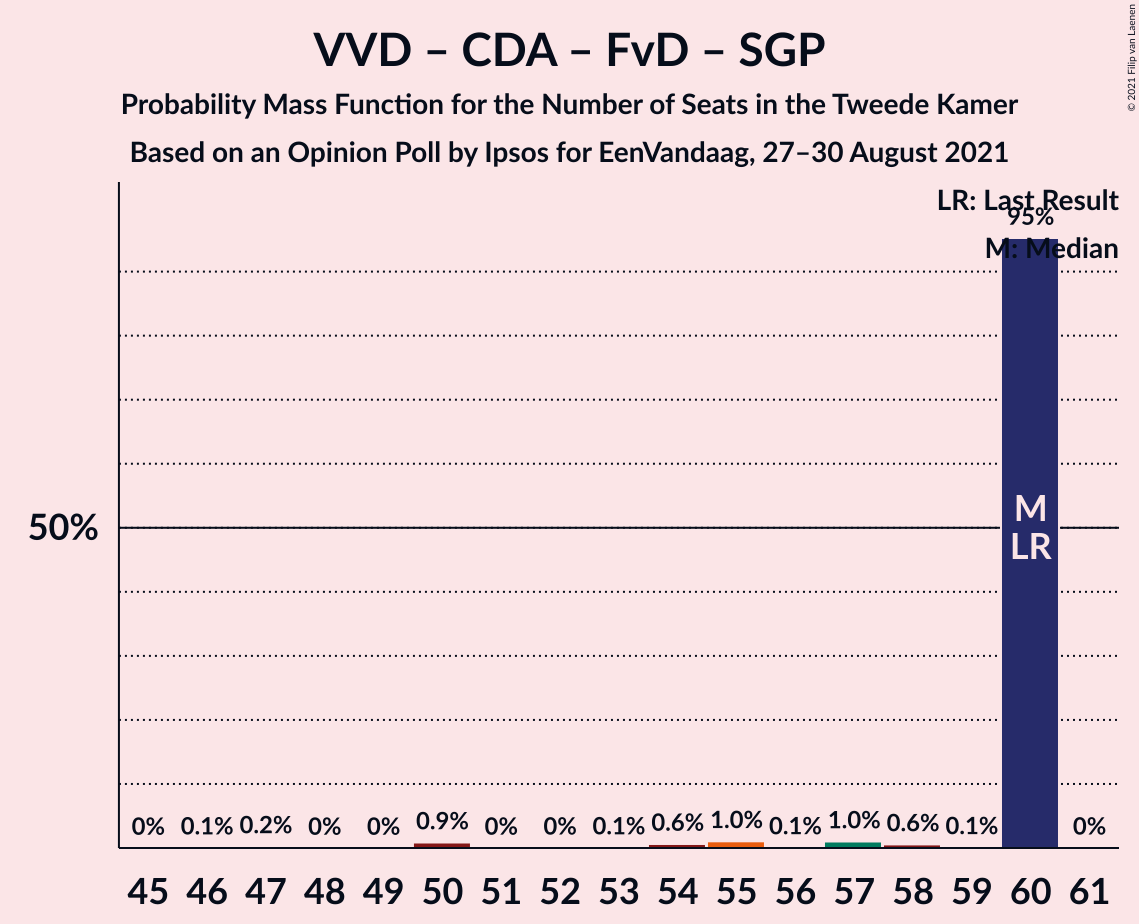 VVD – CDA – FvD – SGP
Probability Mass Function for the Number of Seats in the Tweede Kamer
Based on an Opinion Poll by Ipsos for EenVandaag, 27–30 August 2021
© 2021 Filip van Laenen
LR: Last Result
95%
M: Median
M
50%
LR
0% 0.1% 0.2% 0% 0% 0.9% 0% 0% 0.1% 0.6% 1.0% 0.1% 1.0% 0.6% 0.1% 0%
45 46 47 48 49 50 51 52 53 54 55 56 57 58 59 60 61